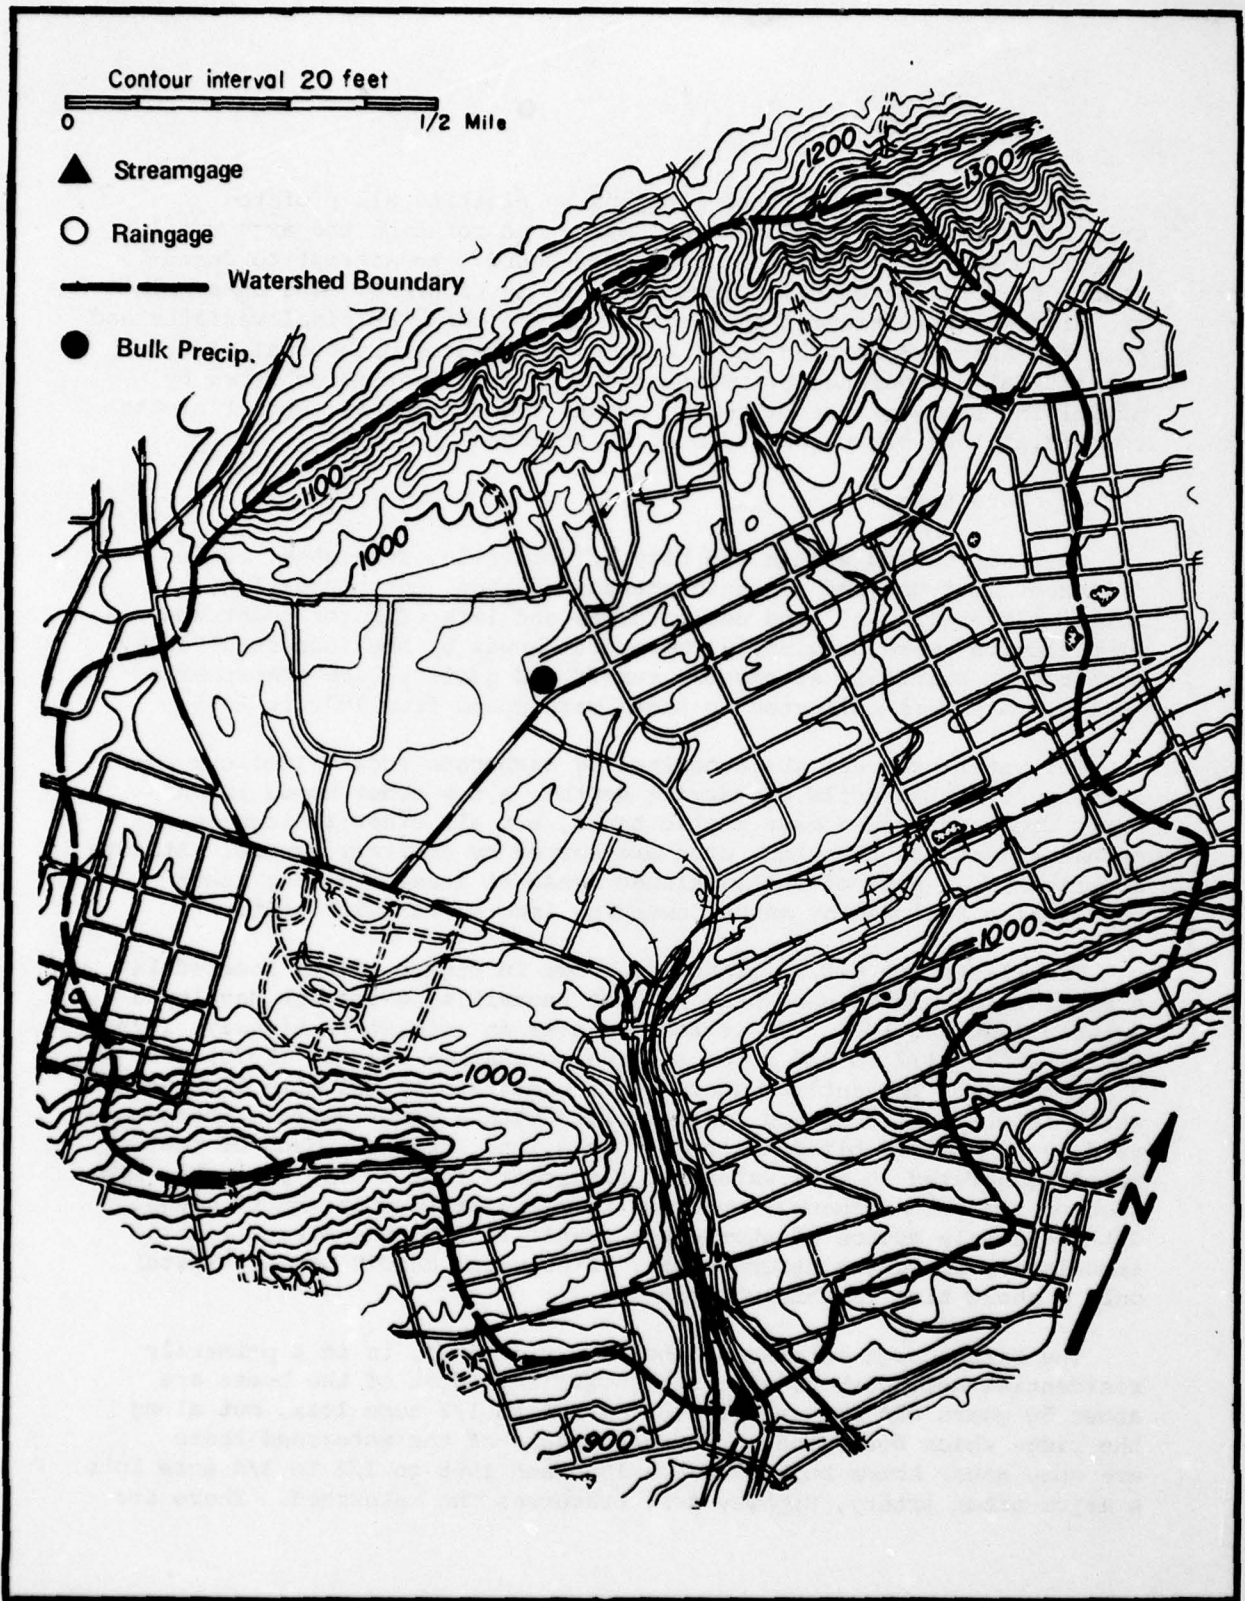 Contour interval 20 feet
0 1/2 Mile
Streamgage
Raingage
Watershed Boundary
Bulk Precip.
1200
1300
1100
1000
1000
1000
N
900